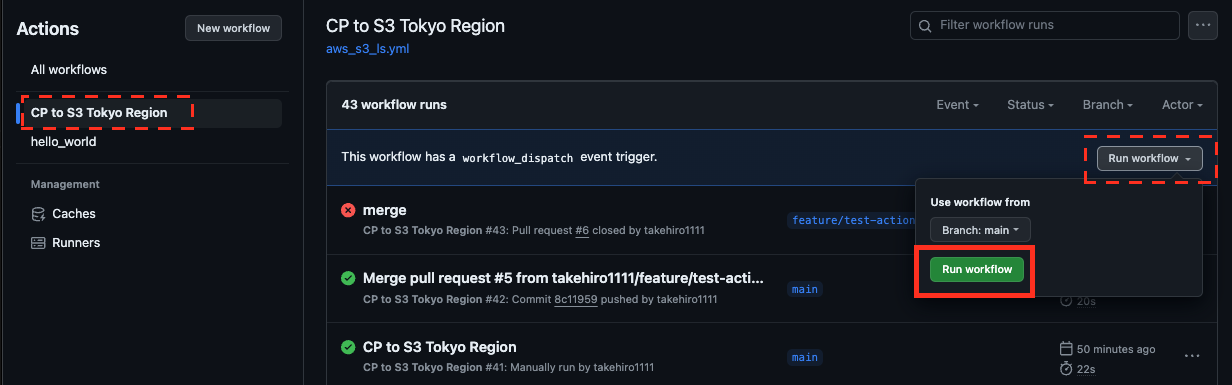 Actions
New workflow
All workflows
CP to S3 Tokyo Region
hello_world
Management
Caches
Runners
CP to S3 Tokyo Region
aws_s3_ls.yml
Filter workflow runs
43 workflow runs
Event
Status
Branch
Actor
This workflow has a workflow_dispatch event trigger.
Run workflow
Use workflow from
Branch: main
Run workflow
merge
CP to S3 Tokyo Region #43: Pull request #6 closed by takehiro1111
feature/test-action
Merge pull request #5 from takehiro1111/feature/test-acti...
CP to S3 Tokyo Region #42: Commit 8c11959 pushed by takehiro1111
main
20s
CP to S3 Tokyo Region
CP to S3 Tokyo Region #41: Manually run by takehiro1111
main
50 minutes ago
22s